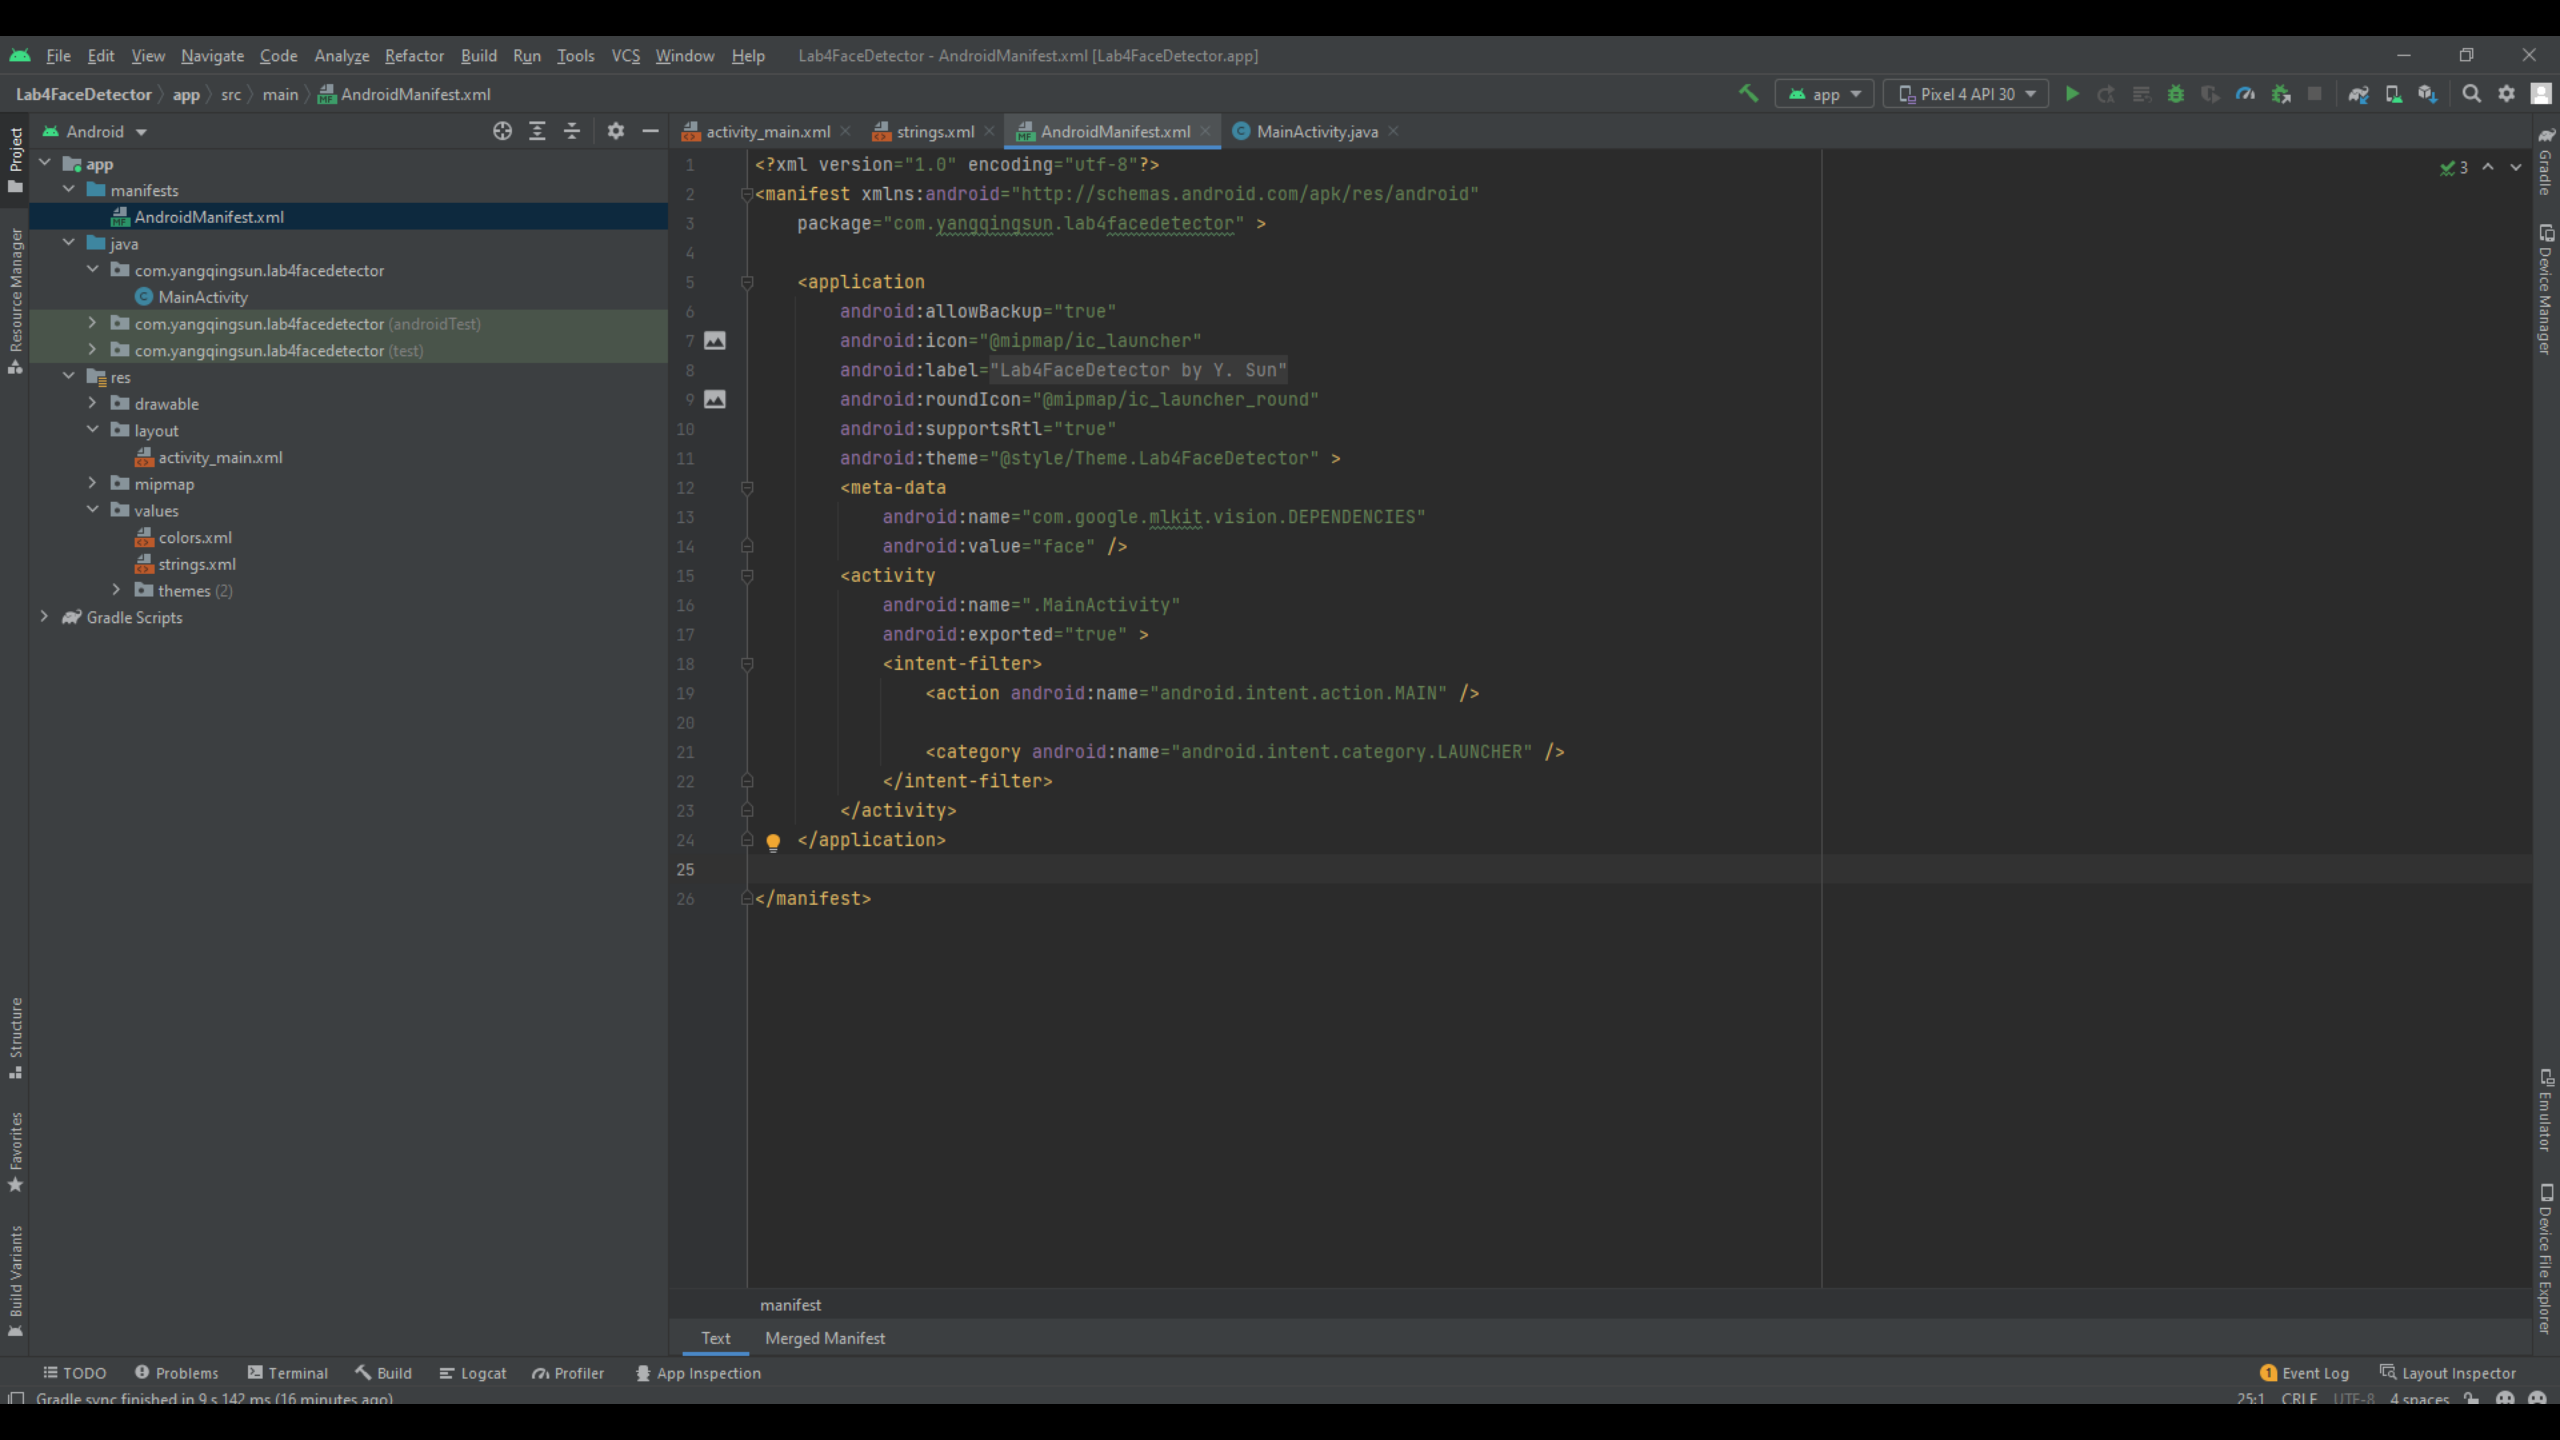 File Edit View Navigate Code Analyze Refactor Build Run Tools VCS Window Help Lab4FaceDetector - AndroidManifest.xml [Lab4FaceDetector.app]
Lab4FaceDetector app src main AndroidManifest.xml app Pixel 4 API 30
Android
activity_main.xml strings.xml AndroidManifest.xml MainActivity.java
Project
Resource Manager
Structure
Favorites
Build Variants
app
manifests
AndroidManifest.xml
java
com.yangqingsun.lab4facedetector
MainActivity
com.yangqingsun.lab4facedetector (androidTest)
com.yangqingsun.lab4facedetector (test)
res
drawable
layout
activity_main.xml
mipmap
values
colors.xml
strings.xml
themes (2)
Gradle Scripts
1 <?xml version="1.0" encoding="utf-8"?>
2 <manifest xmlns:android="http://schemas.android.com/apk/res/android"
3 package="com.yangqingsun.lab4facedetector" >
4
5 <application
6 android:allowBackup="true"
7 android:icon="@mipmap/ic_launcher"
8 android:label="Lab4FaceDetector by Y. Sun"
9 android:roundIcon="@mipmap/ic_launcher_round"
10 android:supportsRtl="true"
11 android:theme="@style/Theme.Lab4FaceDetector" >
12 <meta-data
13 android:name="com.google.mlkit.vision.DEPENDENCIES"
14 android:value="face" />
15 <activity
16 android:name=".MainActivity"
17 android:exported="true" >
18 <intent-filter>
19 <action android:name="android.intent.action.MAIN" />
20
21 <category android:name="android.intent.category.LAUNCHER" />
22 </intent-filter>
23 </activity>
24 </application>
25
26 </manifest>
3
Gradle
Device Manager
Emulator
Device File Explorer
manifest
Text Merged Manifest
TODO Problems Terminal Build Logcat Profiler App Inspection 1 Event Log Layout Inspector
Gradle sync finished in 9 s 142 ms (16 minutes ago) 25:1 CRLF UTF-8 4 spaces